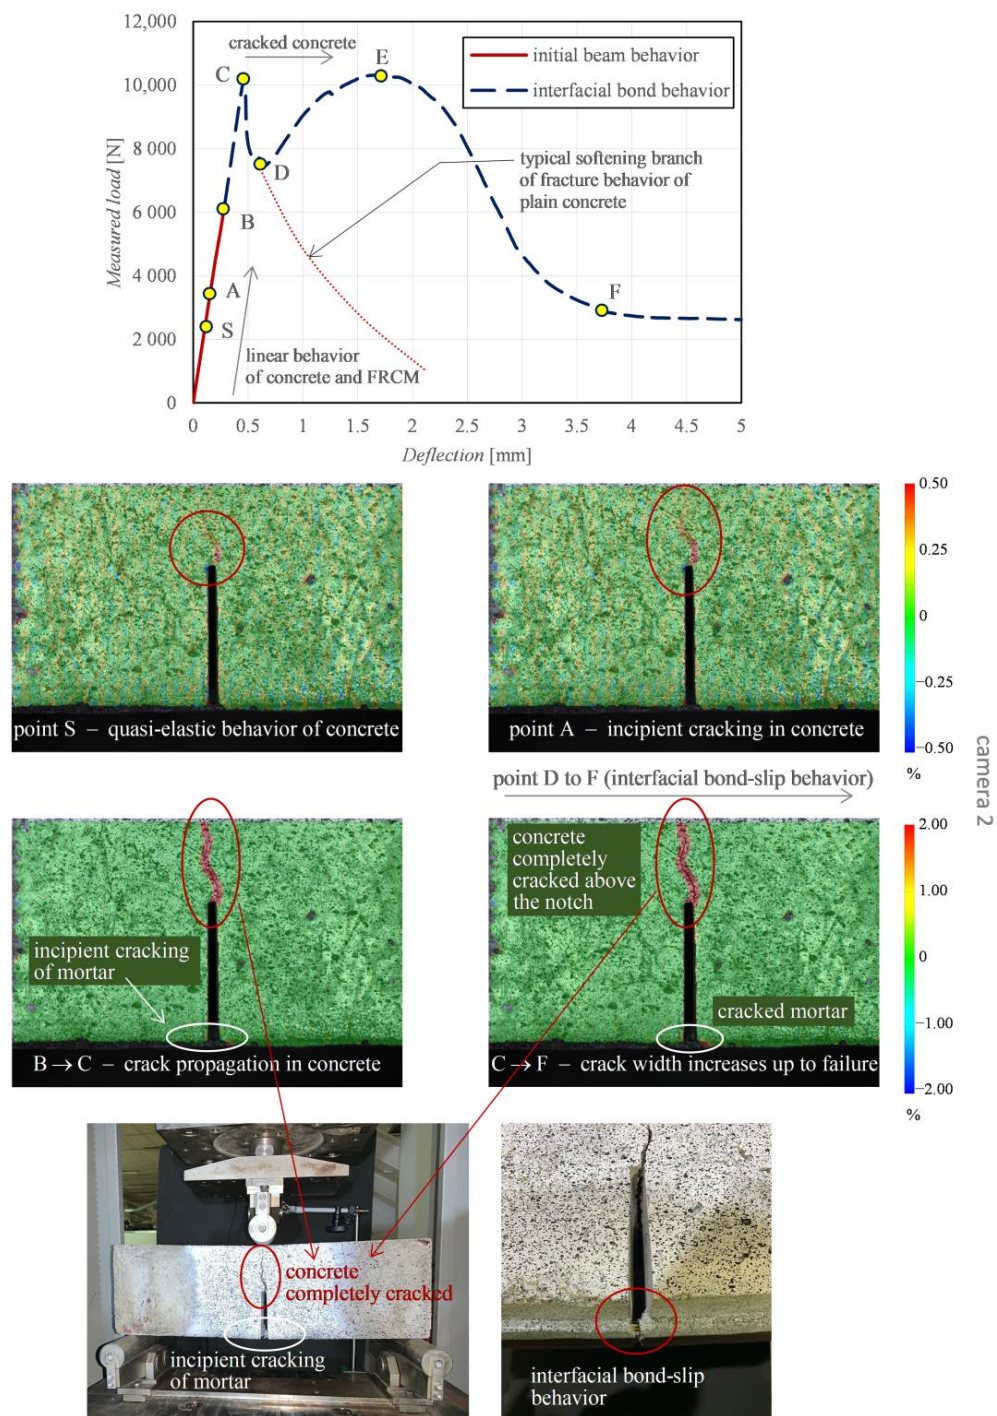 12,000
10,000
8 000
6 000
4 000
2 000
0
Measured load [N]
cracked concrete
C
E
D
B
A
S
F
initial beam behavior
interfacial bond behavior
typical softening branch
of fracture behavior of
plain concrete
linear behavior
of concrete and FRCM
0 0.5 1 1.5 2 2.5 3 3.5 4 4.5 5
Deflection [mm]
point S – quasi-elastic behavior of concrete
point A – incipient cracking in concrete
0.50
0.25
0
−0.25
−0.50
%
camera 2
point D to F (interfacial bond-slip behavior)
incipient cracking
of mortar
B → C – crack propagation in concrete
concrete
completely
cracked above
the notch
cracked mortar
C → F – crack width increases up to failure
2.00
1.00
0
−1.00
−2.00
%
concrete
completely cracked
incipient cracking
of mortar
interfacial bond-slip
behavior